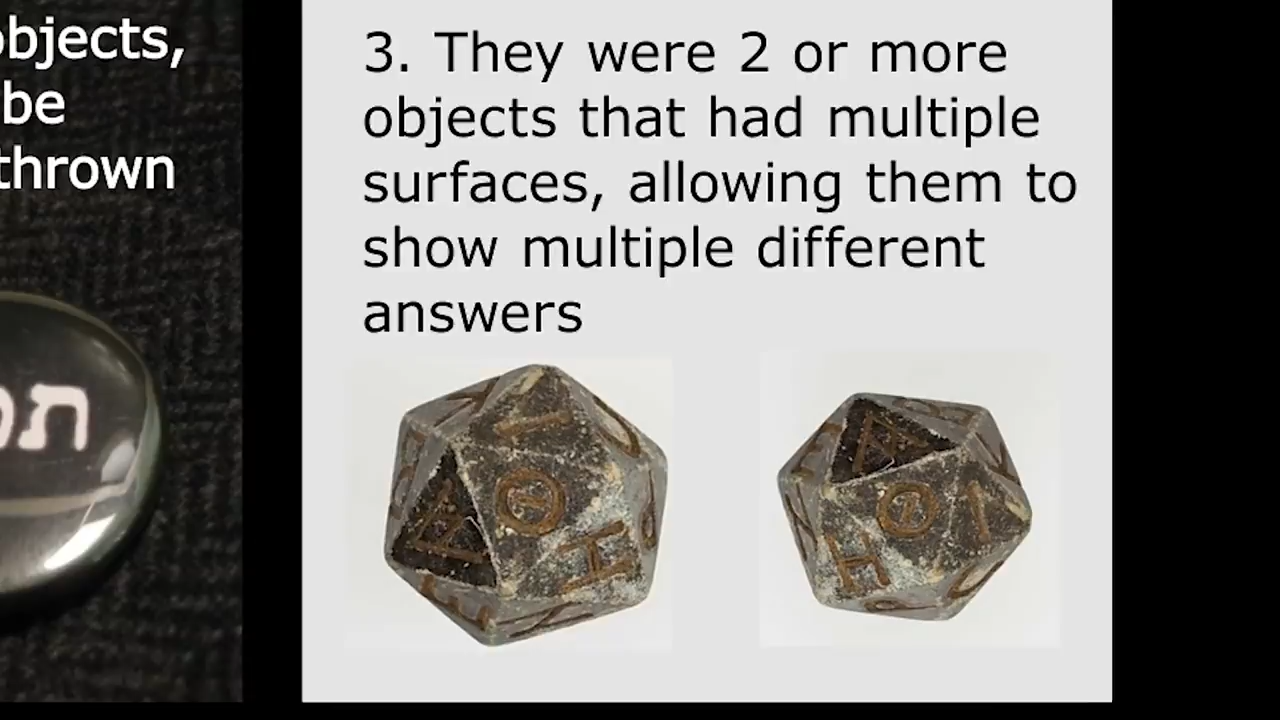 objects,
be
thrown
3. They were 2 or more
objects that had multiple
surfaces, allowing them to
show multiple different
answers
Θ
H
Θ
H